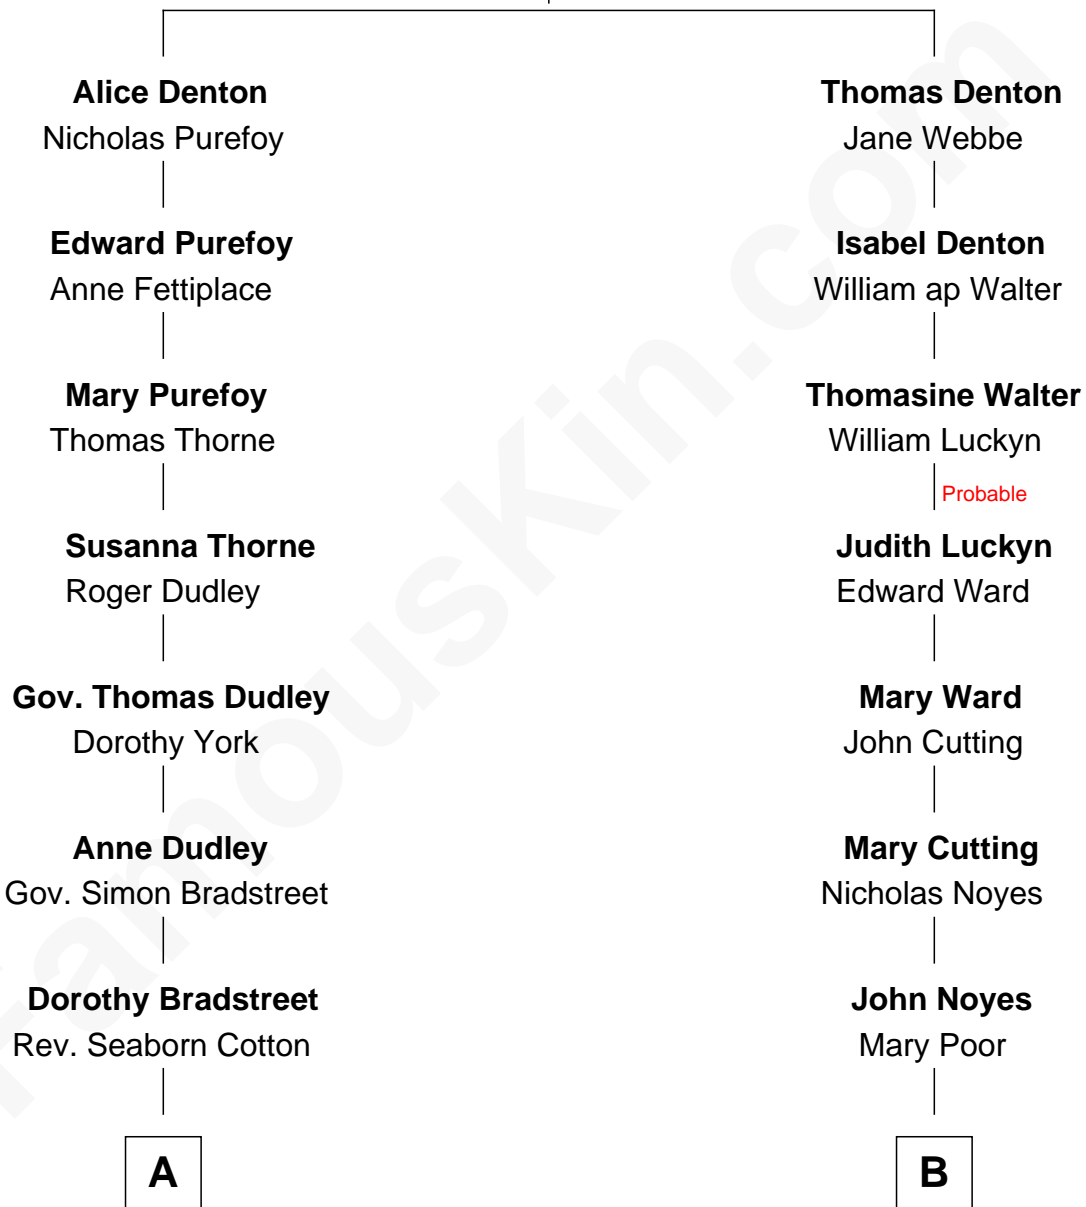 Alice Denton
Nicholas Purefoy
Edward Purefoy
Anne Fettiplace
Mary Purefoy
Thomas Thorne
Susanna Thorne
Roger Dudley
Gov. Thomas Dudley
Dorothy York
Anne Dudley
Gov. Simon Bradstreet
Dorothy Bradstreet
Rev. Seaborn Cotton
A
Thomas Denton
Jane Webbe
Isabel Denton
William ap Walter
Thomasine Walter
William Luckyn
Probable
Judith Luckyn
Edward Ward
Mary Ward
John Cutting
Mary Cutting
Nicholas Noyes
John Noyes
Mary Poor
B
FamousKin.com